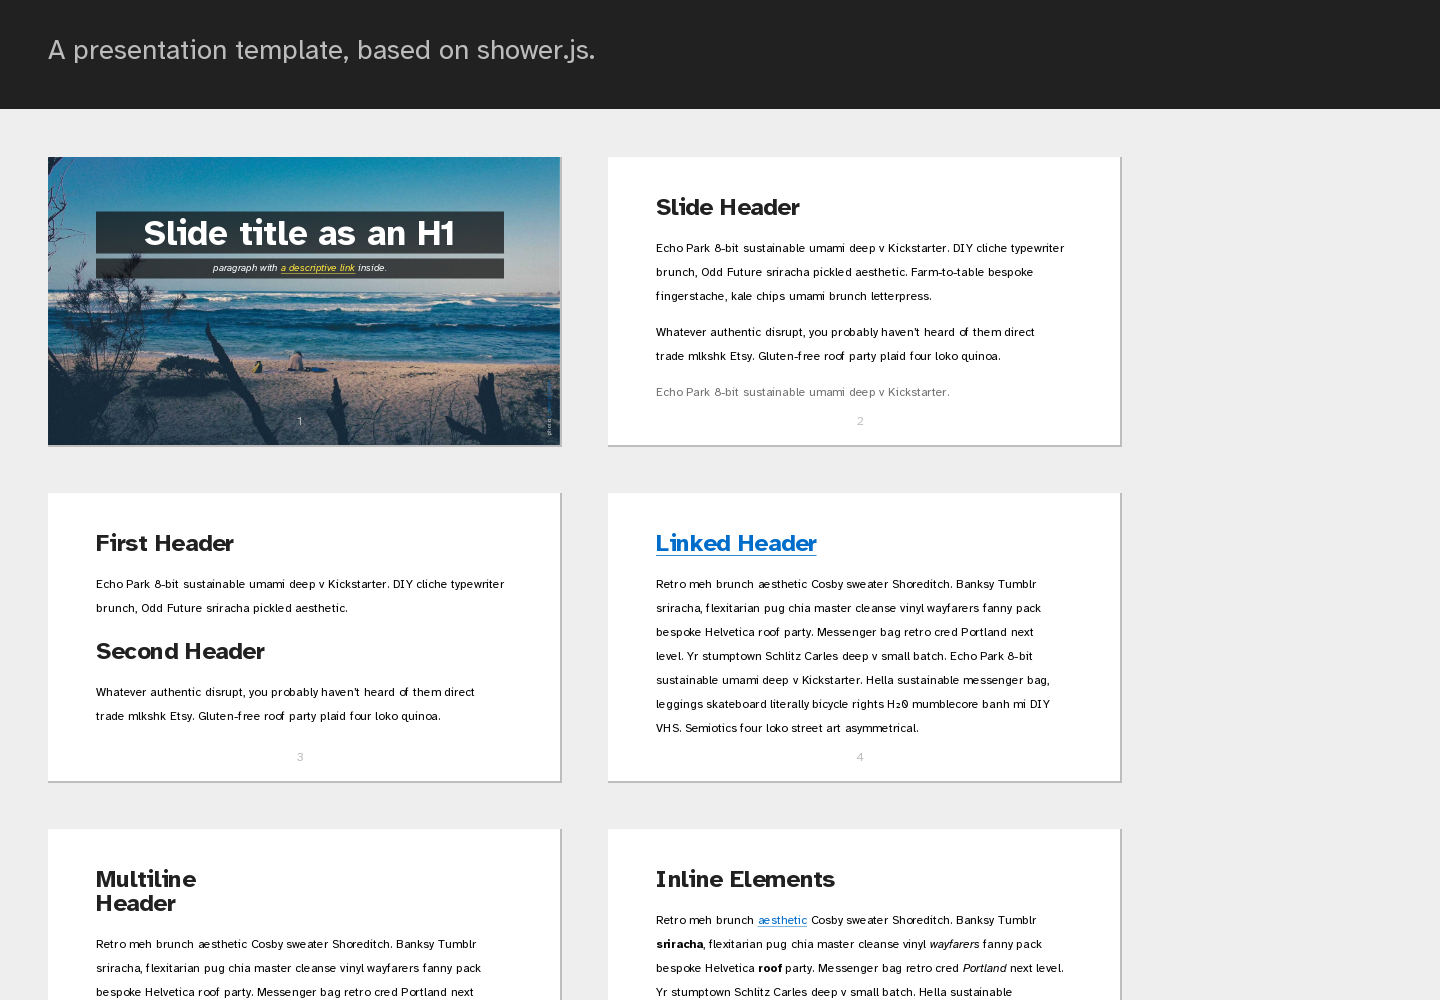 A presentation template, based on shower.js.
Slide title as an H1
paragraph with a descriptive link inside.
1
Slide Header
Echo Park 8-bit sustainable umami deep v Kickstarter. DIY cliche typewriter
brunch, Odd Future sriracha pickled aesthetic. Farm-to-table bespoke
fingerstache, kale chips umami brunch letterpress.
Whatever authentic disrupt, you probably haven't heard of them direct
trade mlkshk Etsy. Gluten-free roof party plaid four loko quinoa.
Echo Park 8-bit sustainable umami deep v Kickstarter.
2
First Header
Echo Park 8-bit sustainable umami deep v Kickstarter. DIY cliche typewriter
brunch, Odd Future sriracha pickled aesthetic.
Second Header
Whatever authentic disrupt, you probably haven't heard of them direct
trade mlkshk Etsy. Gluten-free roof party plaid four loko quinoa.
3
Linked Header
Retro meh brunch aesthetic Cosby sweater Shoreditch. Banksy Tumblr
sriracha, flexitarian pug chia master cleanse vinyl wayfarers fanny pack
bespoke Helvetica roof party. Messenger bag retro cred Portland next
level. Yr stumptown Schlitz Carles deep v small batch. Echo Park 8-bit
sustainable umami deep v Kickstarter. Hella sustainable messenger bag,
leggings skateboard literally bicycle rights H₂0 mumblecore banh mi DIY
VHS. Semiotics four loko street art asymmetrical.
4
Multiline
Header
Retro meh brunch aesthetic Cosby sweater Shoreditch. Banksy Tumblr
sriracha, flexitarian pug chia master cleanse vinyl wayfarers fanny pack
bespoke Helvetica roof party. Messenger bag retro cred Portland next
Inline Elements
Retro meh brunch aesthetic Cosby sweater Shoreditch. Banksy Tumblr
sriracha, flexitarian pug chia master cleanse vinyl wayfarers fanny pack
bespoke Helvetica roof party. Messenger bag retro cred Portland next level.
Yr stumptown Schlitz Carles deep v small batch. Hella sustainable